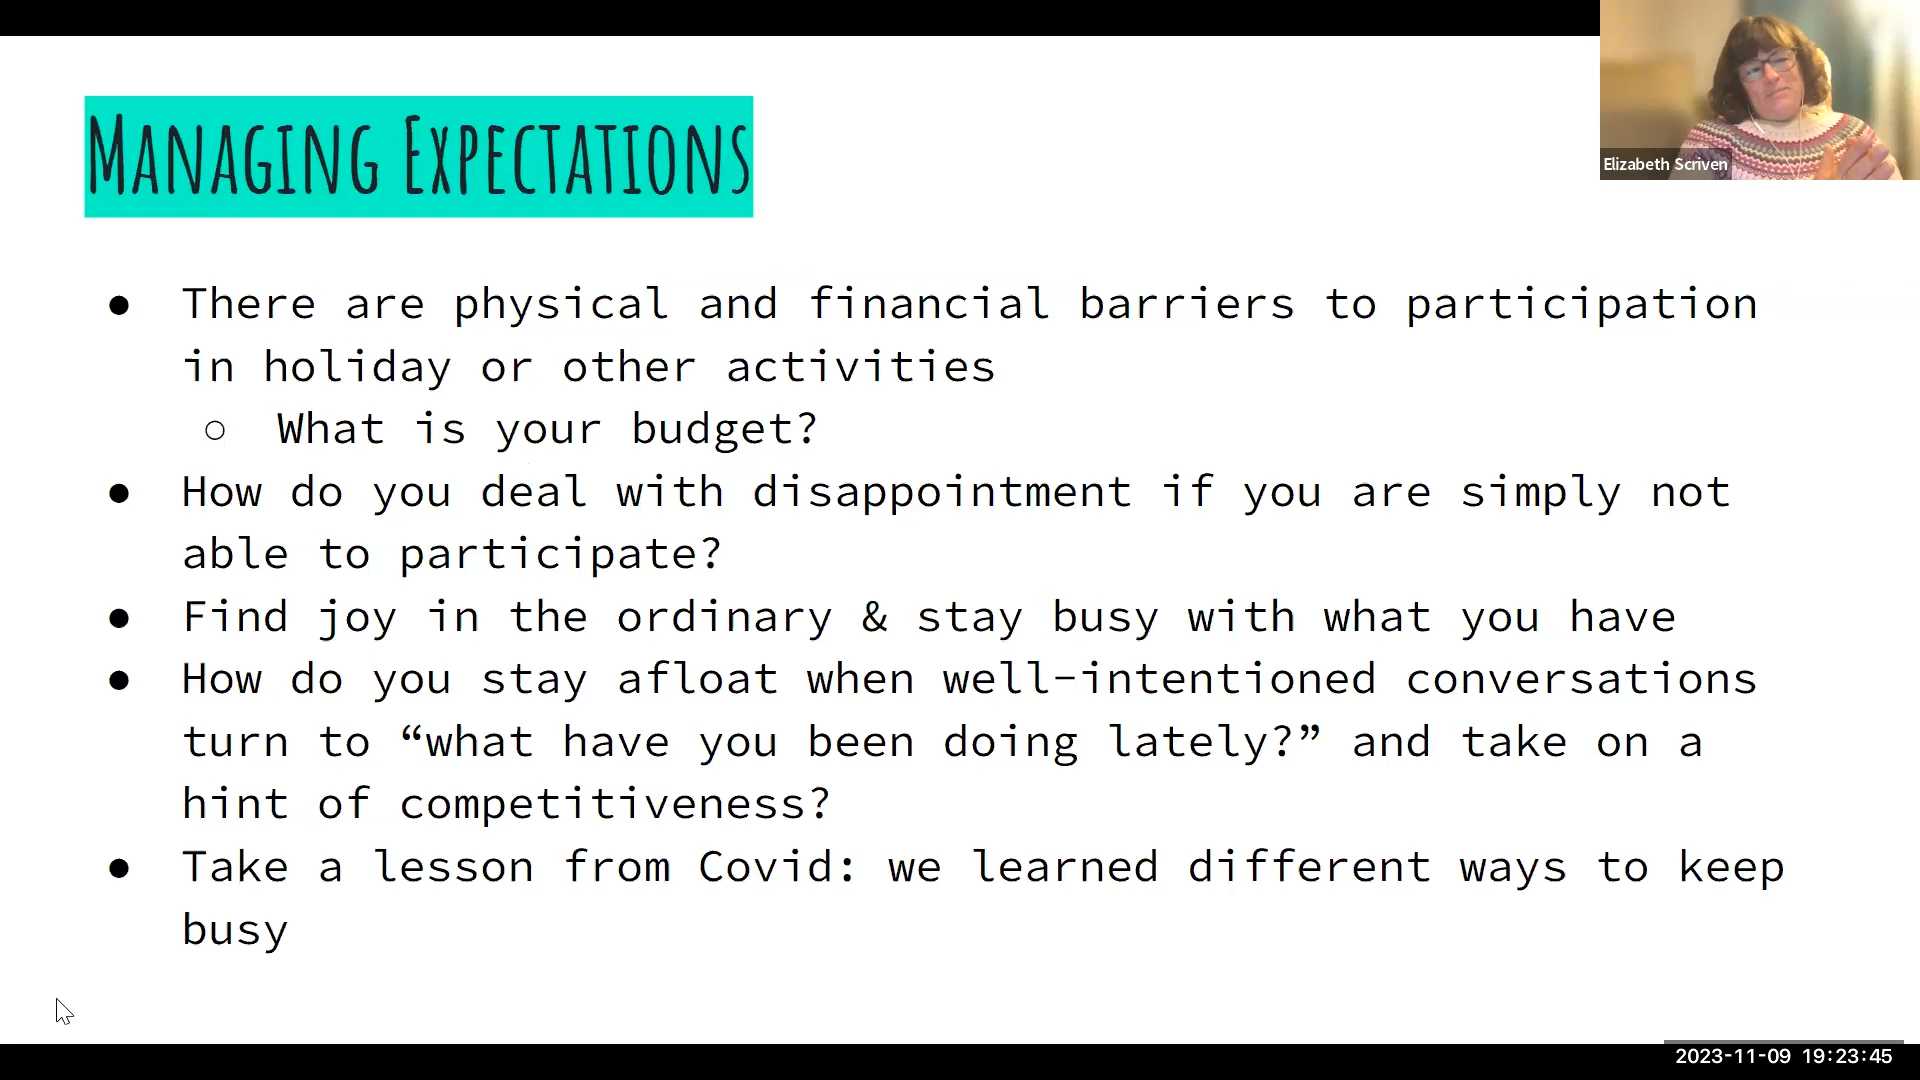 Elizabeth Scriven
Managing Expectations
● There are physical and financial barriers to participation
in holiday or other activities
○ What is your budget?
● How do you deal with disappointment if you are simply not
able to participate?
● Find joy in the ordinary & stay busy with what you have
● How do you stay afloat when well-intentioned conversations
turn to “what have you been doing lately?” and take on a
hint of competitiveness?
● Take a lesson from Covid: we learned different ways to keep
busy
2023-11-09 19:23:45